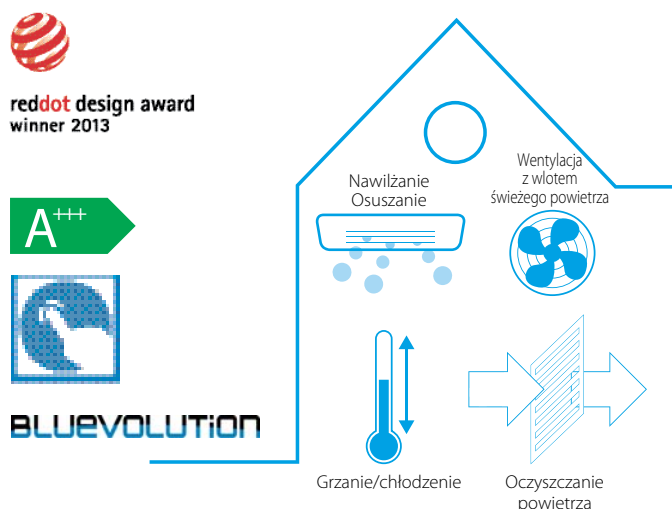 reddot design award
winner 2013
A+++
BLUEVOLUTiON
Nawilżanie
Osuszanie
Wentylacja
z wlotem
świeżego powietrza
Grzanie/chłodzenie
Oczyszczanie
powietrza